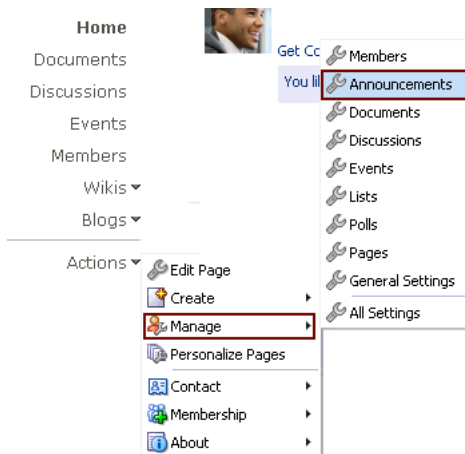 Home
Documents
Discussions
Events
Members
Wikis
Blogs
Actions
Get Co
You li
Members
Announcements
Documents
Discussions
Events
Lists
Polls
Pages
General Settings
All Settings
Edit Page
Create
Manage
Personalize Pages
Contact
Membership
About